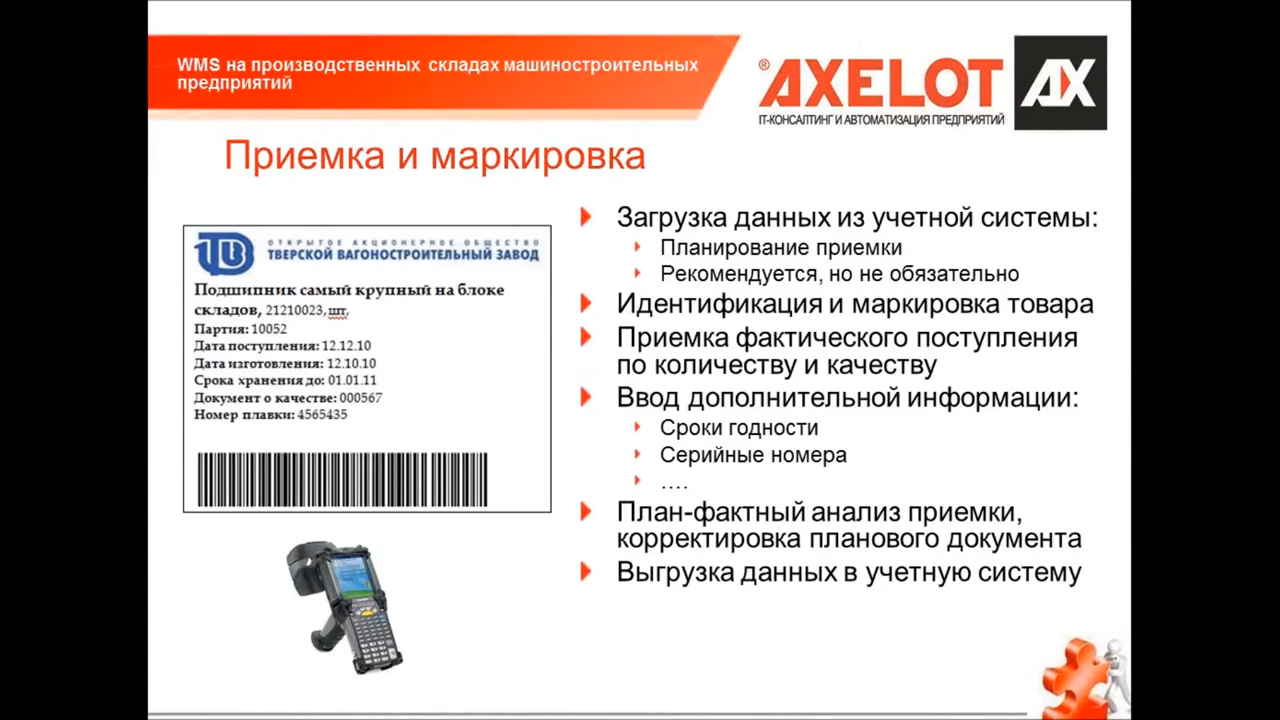 WMS на производственных складах машиностроительных
предприятий
® AXELOT AX
IT-КОНСАЛТИНГ И АВТОМАТИЗАЦИЯ ПРЕДПРИЯТИЙ
Приемка и маркировка
ОТКРЫТОЕ АКЦИОНЕРНОЕ ОБЩЕСТВО
ТВЕРСКОЙ ВАГОНОСТРОИТЕЛЬНЫЙ ЗАВОД
Подшипник самый крупный на блоке
складов, 21210023,шт,
Партия: 10052
Дата поступления: 12.12.10
Дата изготовления: 12.10.10
Срока хранения до: 01.01.11
Документ о качестве: 000567
Номер плавки: 4565435
Загрузка данных из учетной системы:
Планирование приемки
Рекомендуется, но не обязательно
Идентификация и маркировка товара
Приемка фактического поступления
по количеству и качеству
Ввод дополнительной информации:
Сроки годности
Серийные номера
....
План-фактный анализ приемки,
корректировка планового документа
Выгрузка данных в учетную систему